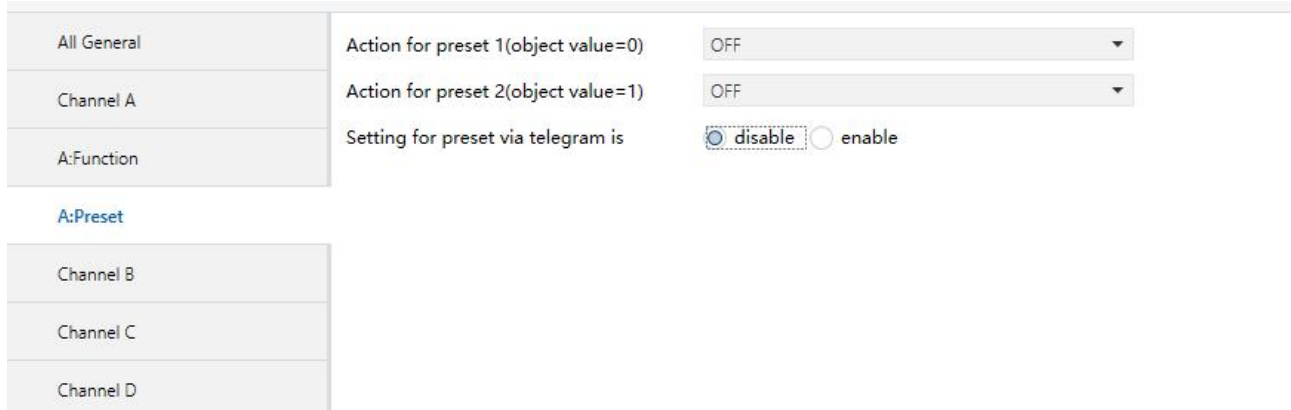 All General
Channel A
A:Function
A:Preset
Channel B
Channel C
Channel D
Action for preset 1(object value=0) OFF
Action for preset 2(object value=1) OFF
Setting for preset via telegram is disable enable